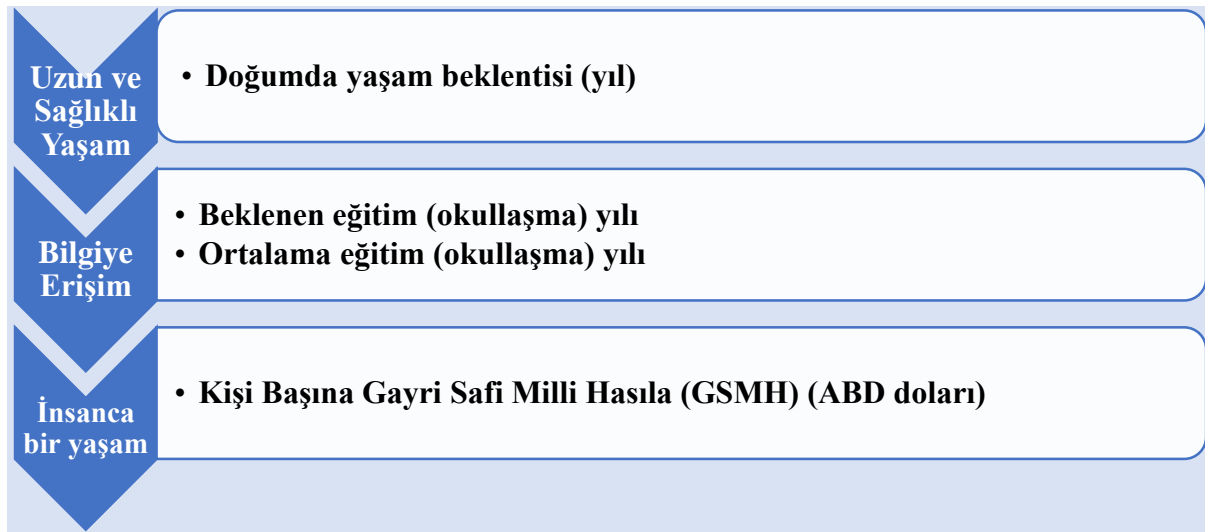 Uzun ve
Sağlıklı
Yaşam
• Doğumda yaşam beklentisi (yıl)
Bilgiye
Erişim
• Beklenen eğitim (okullaşma) yılı
• Ortalama eğitim (okullaşma) yılı
İnsanca
bir yaşam
• Kişi Başına Gayri Safi Milli Hasıla (GSMH) (ABD doları)